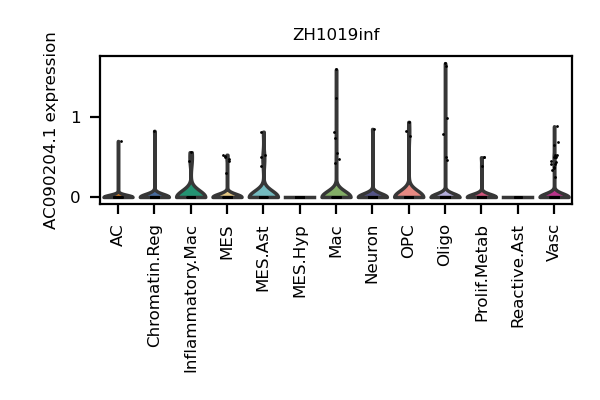 ZH1019inf
AC090204.1 expression
1
0
AC
Chromatin.Reg
Inflammatory.Mac
MES
MES.Ast
MES.Hyp
Mac
Neuron
OPC
Oligo
Prolif.Metab
Reactive.Ast
Vasc